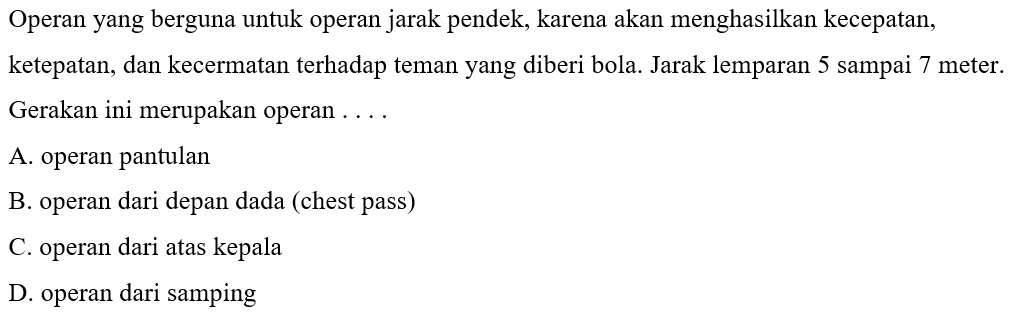 Operan yang berguna untuk operan jarak pendek, karena akan menghasilkan kecepatan,
ketepatan, dan kecermatan terhadap teman yang diberi bola. Jarak lemparan 5 sampai 7 meter.
Gerakan ini merupakan operan . . . .
A. operan pantulan
B. operan dari depan dada (chest pass)
C. operan dari atas kepala
D. operan dari samping